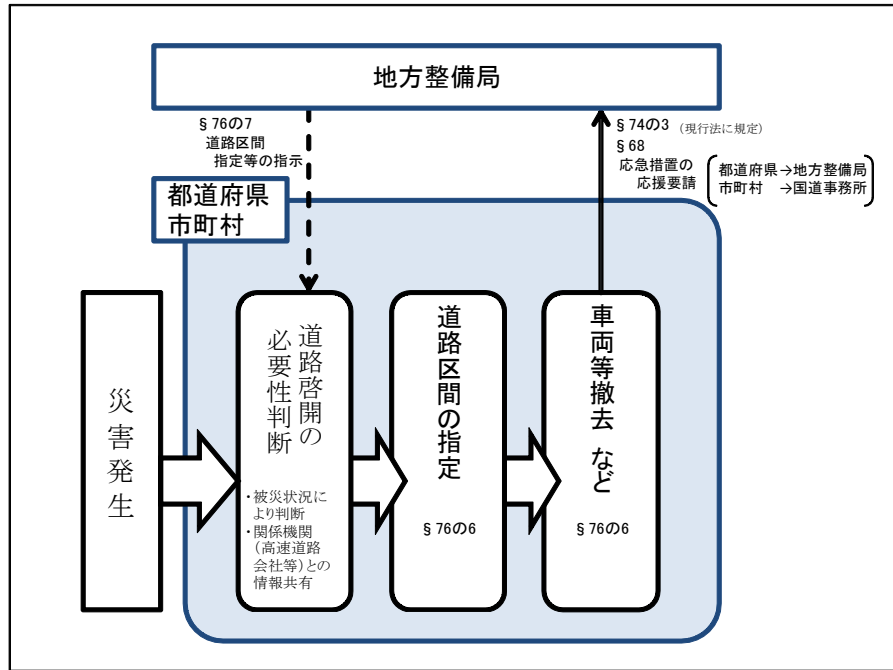 地方整備局
§76の7
道路区間
指定等の指示
§74の3 (現行法に規定)
§68
応急措置の
応援要請
都道府県→地方整備局
市町村 →国道事務所
都道府県
市町村
災害発生
道路啓開の
必要性判断
・被災状況に
より判断
・関係機関
(高速道路
会社等)との
情報共有
道路区間の指定
§76の6
車両等撤去 など
§76の6